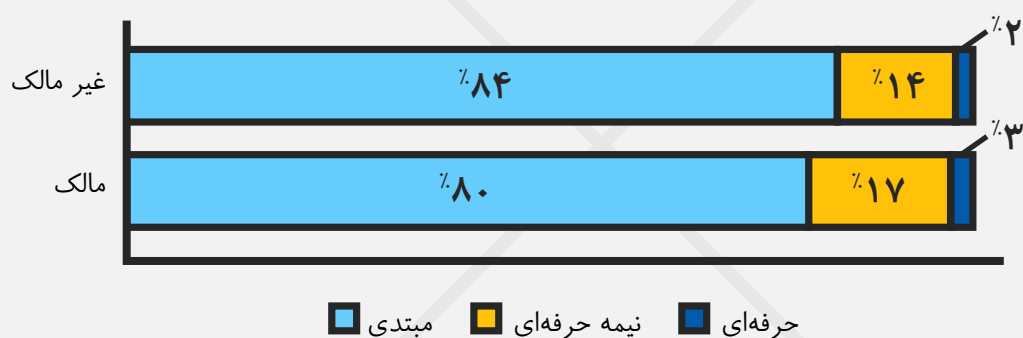 ٪۲
غیر مالک ٪۸۴ ٪۱۴
٪۳
مالک ٪۸۰ ٪۱۷
مبتدی نیمه حرفه‌ای حرفه‌ای